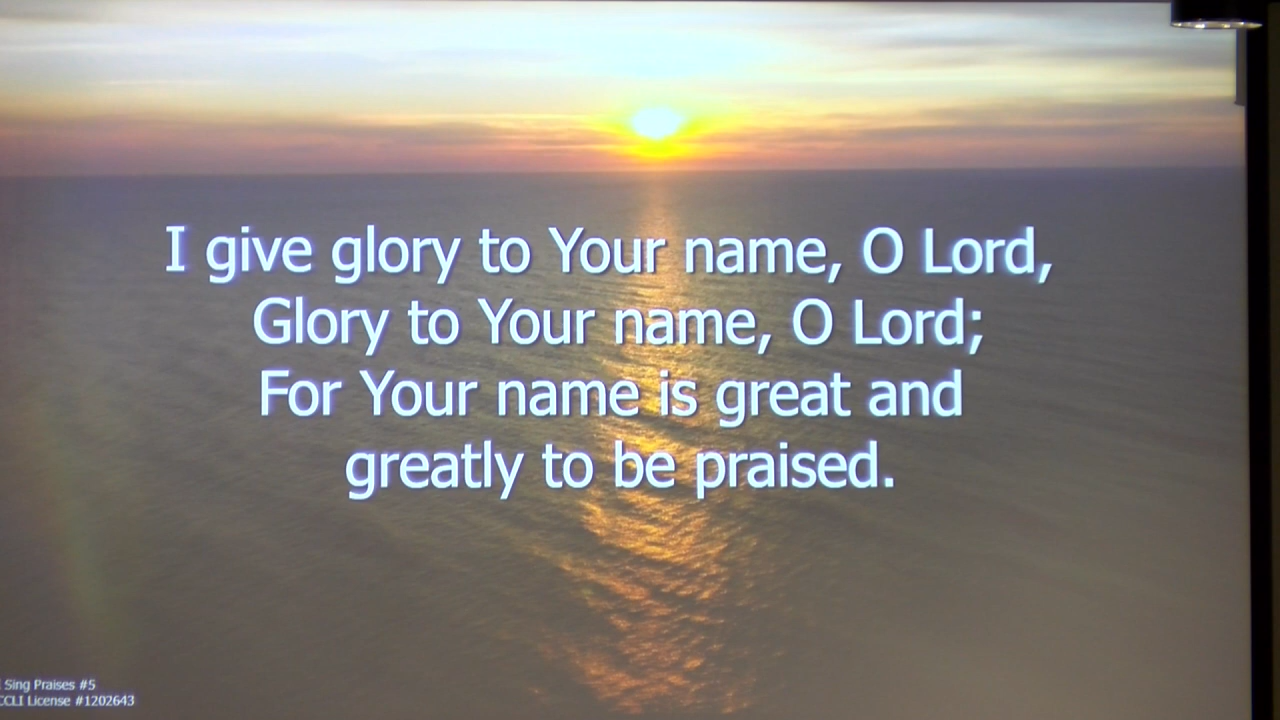 I give glory to Your name, O Lord,
Glory to Your name, O Lord;
For Your name is great and
greatly to be praised.
Sing Praises #5
CCLI License #1202643